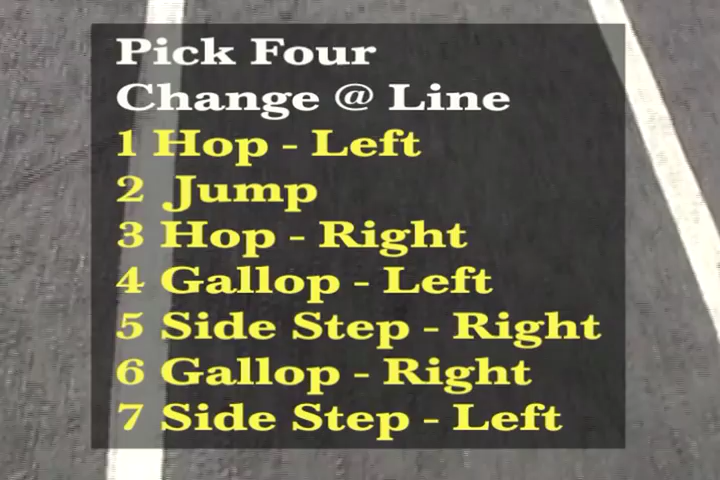 Pick Four
Change @ Line
1 Hop - Left
2 Jump
3 Hop - Right
4 Gallop - Left
5 Side Step - Right
6 Gallop - Right
7 Side Step - Left